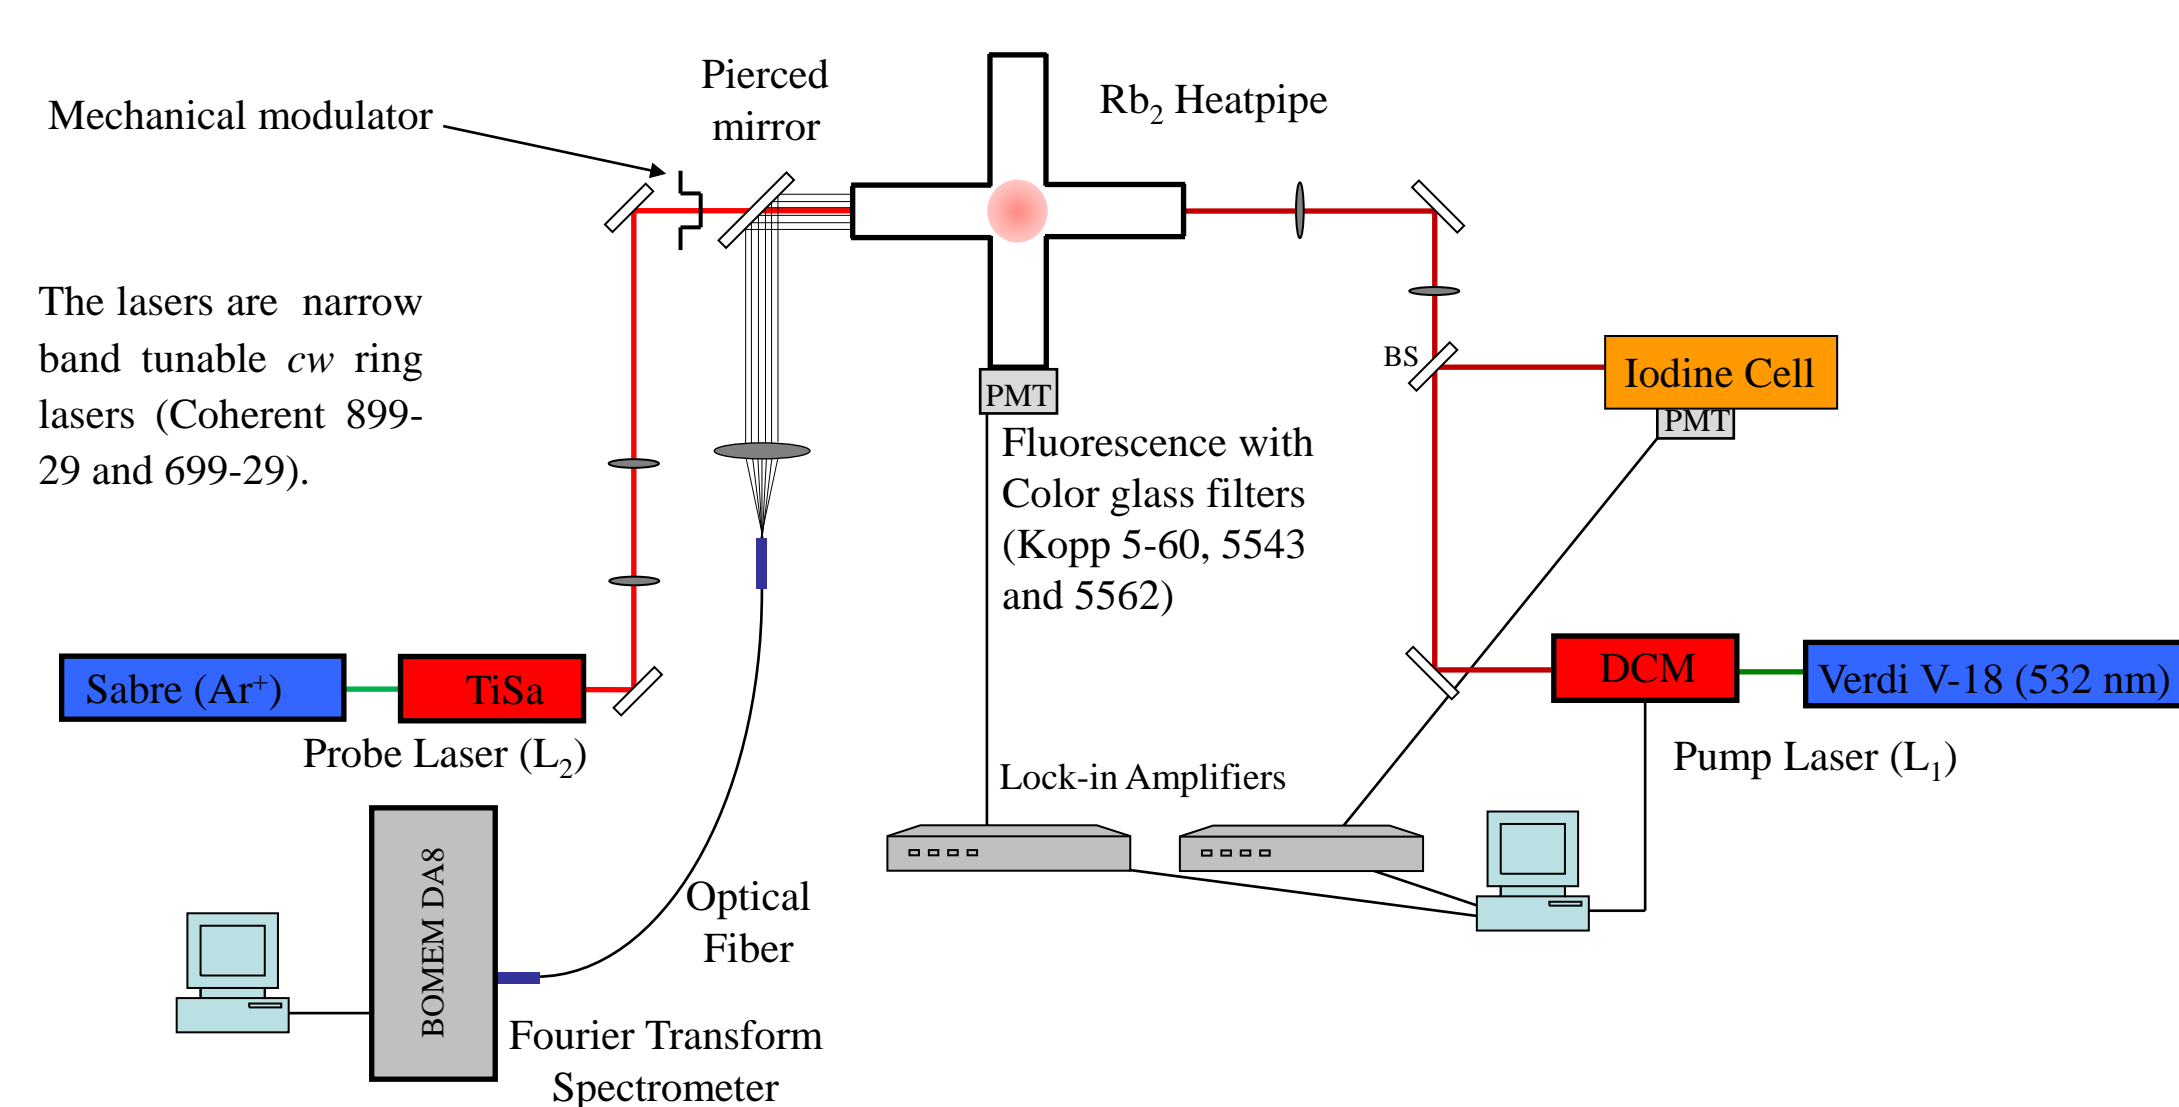 Mechanical modulator
Pierced
mirror
Rb₂ Heatpipe
The lasers are narrow
band tunable cw ring
lasers (Coherent 899-
29 and 699-29).
BS
Iodine Cell
PMT
PMT
Fluorescence with
Color glass filters
(Kopp 5-60, 5543
and 5562)
Sabre (Ar⁺)
TiSa
Probe Laser (L₂)
DCM
Verdi V-18 (532 nm)
Pump Laser (L₁)
Lock-in Amplifiers
BOMEM DA8
Optical
Fiber
Fourier Transform
Spectrometer